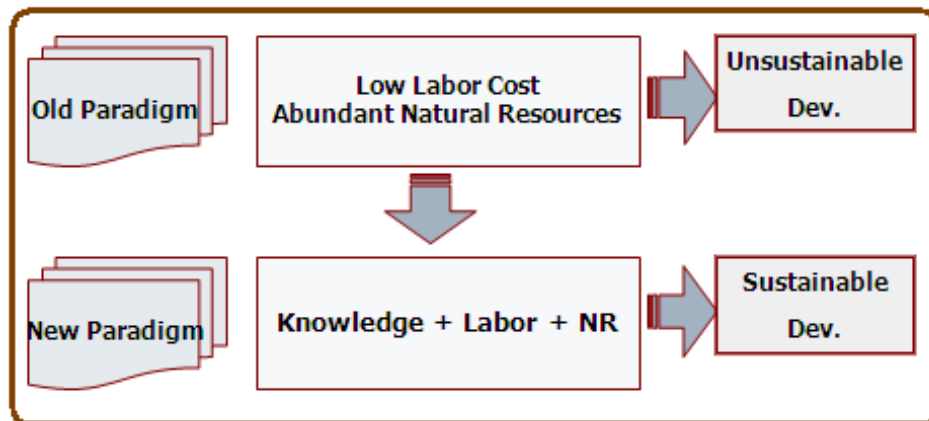 Old Paradigm
Low Labor Cost
Abundant Natural Resources
Unsustainable
Dev.
New Paradigm
Knowledge + Labor + NR
Sustainable
Dev.